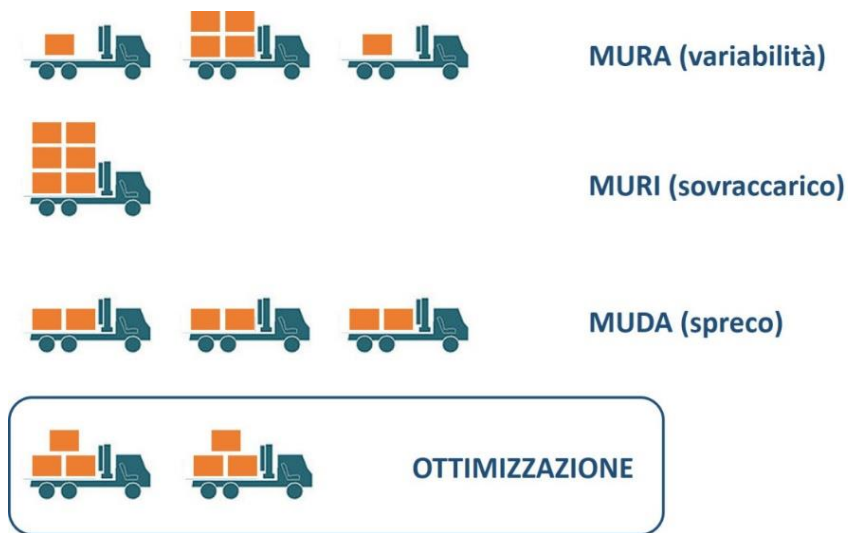 MURA (variabilità)
MURI (sovraccarico)
MUDA (spreco)
OTTIMIZZAZIONE